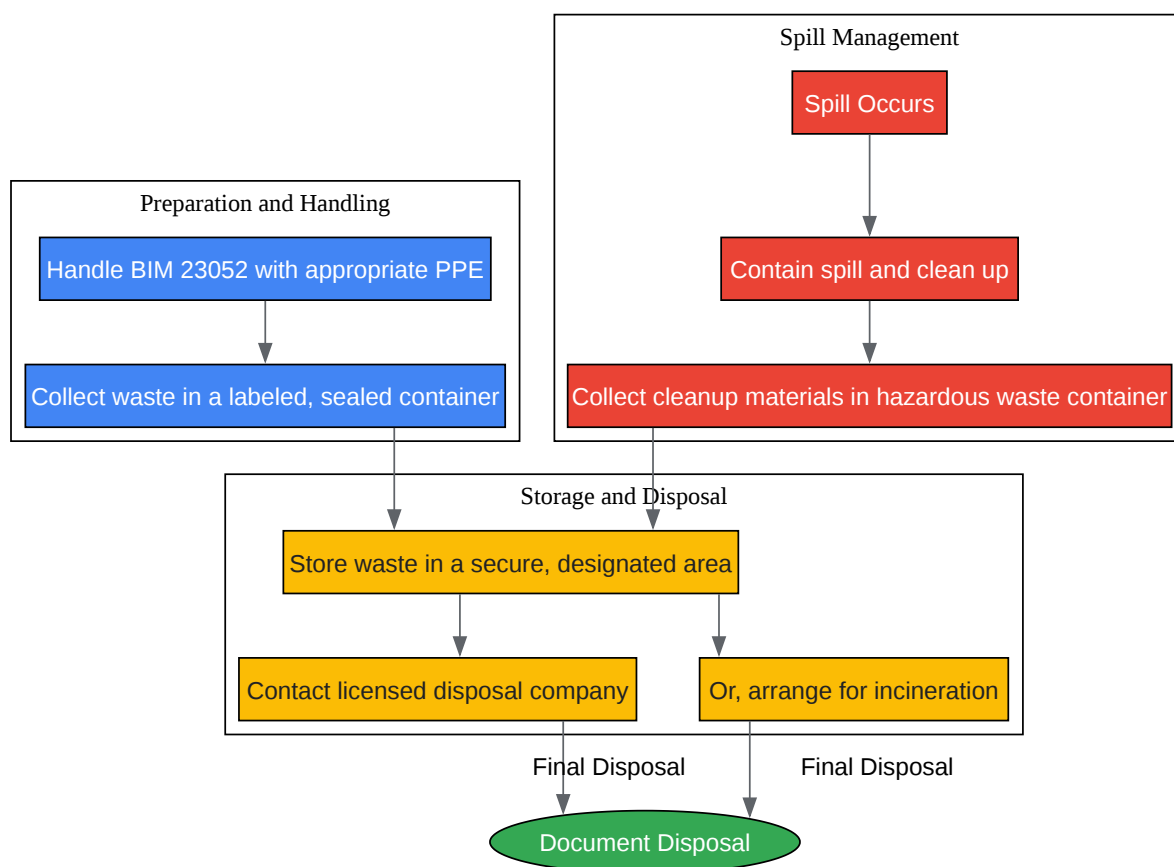 Spill Management
Spill Occurs
Preparation and Handling
Handle BIM 23052 with appropriate PPE
Contain spill and clean up
Collect waste in a labeled, sealed container
Collect cleanup materials in hazardous waste container
Storage and Disposal
Store waste in a secure, designated area
Contact licensed disposal company
Or, arrange for incineration
Final Disposal
Final Disposal
Document Disposal